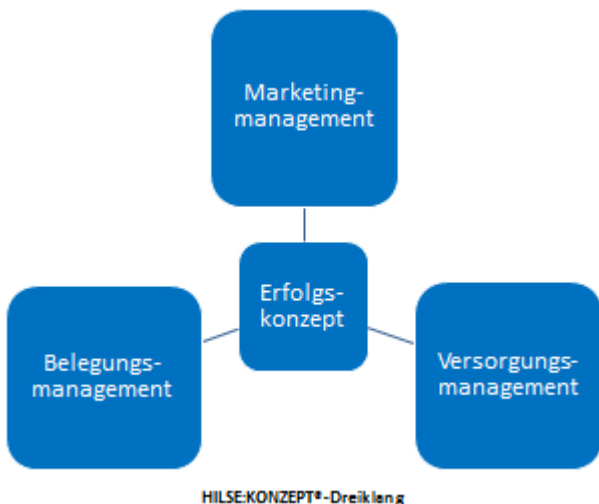 Marketing-
management
Erfolgs-
konzept
Belegungs-
management
Versorgungs-
management
HILSE:KONZEPT®-Dreiklang